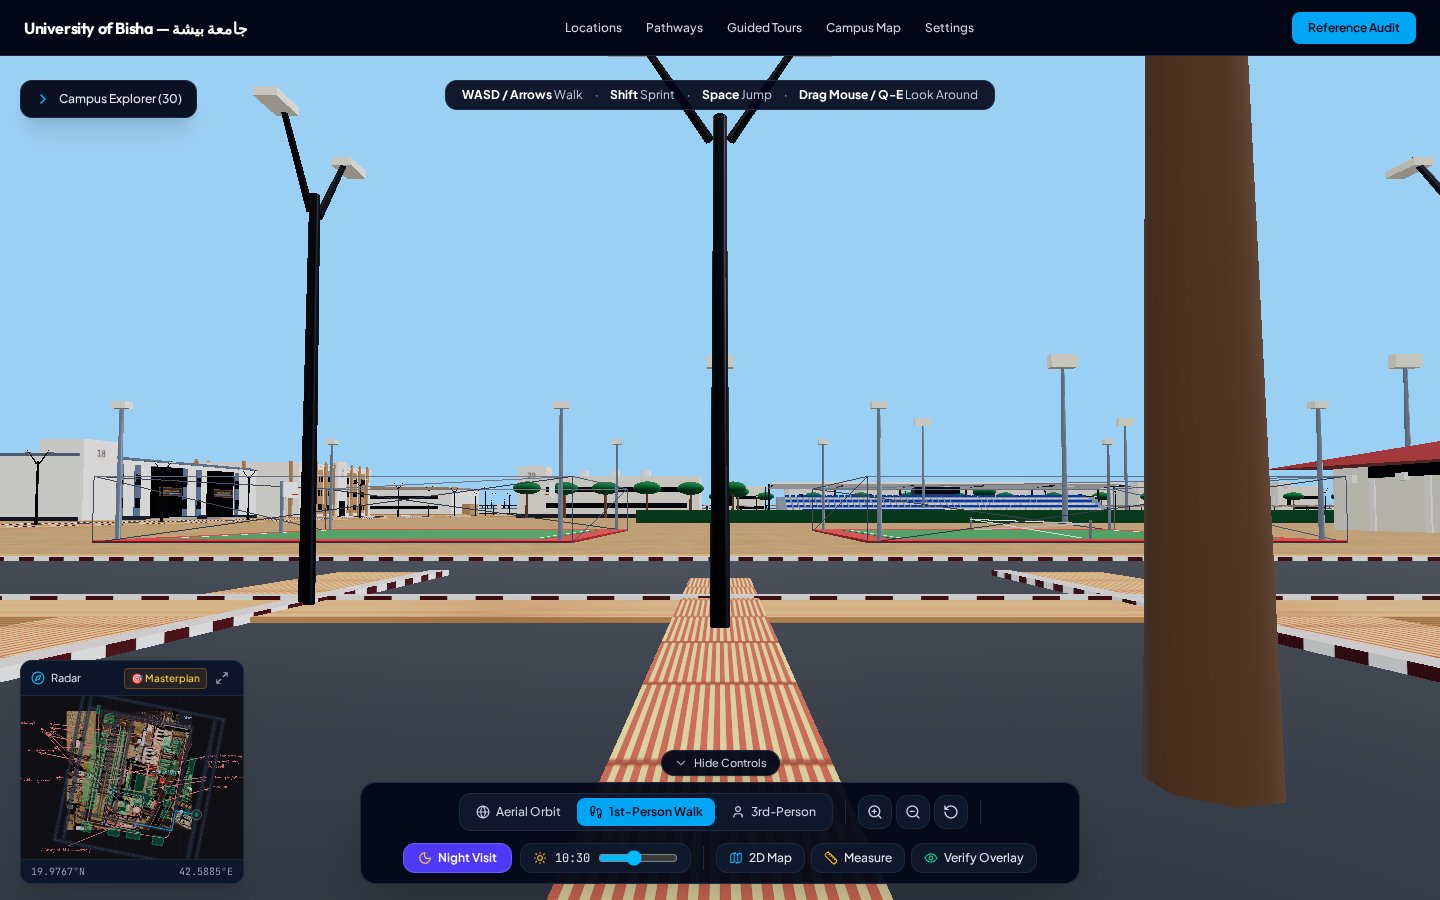 University of Bisha — جامعة بيشة
Locations
Pathways
Guided Tours
Campus Map
Settings
Reference Audit
Campus Explorer (30)
WASD / Arrows Walk · Shift Sprint · Space Jump · Drag Mouse / Q-E Look Around
18
Radar
Masterplan
19.9767°N
42.5885°E
Hide Controls
Aerial Orbit
1st-Person Walk
3rd-Person
Night Visit
10:30
2D Map
Measure
Verify Overlay